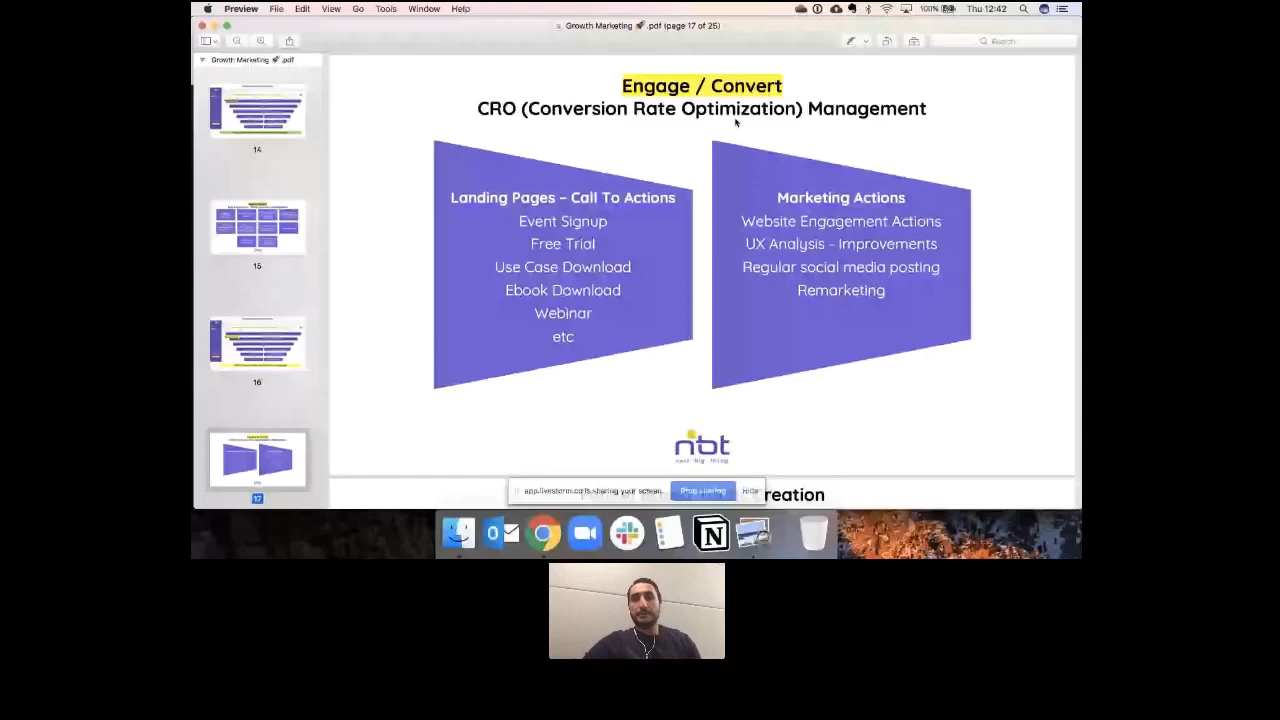 Preview File Edit View Go Tools Window Help
100% Thu 12:42
Growth Marketing 🚀.pdf (page 17 of 25)
Search
Growth Marketing 🚀.pdf
14
15
16
17
Engage / Convert
CRO (Conversion Rate Optimization) Management
Landing Pages – Call To Actions
Event Signup
Free Trial
Use Case Download
Ebook Download
Webinar
etc
Marketing Actions
Website Engagement Actions
UX Analysis – Improvements
Regular social media posting
Remarketing
nbt
next big thing
app.livestorm.co is sharing your screen.
Stop sharing
Hide
creation
N